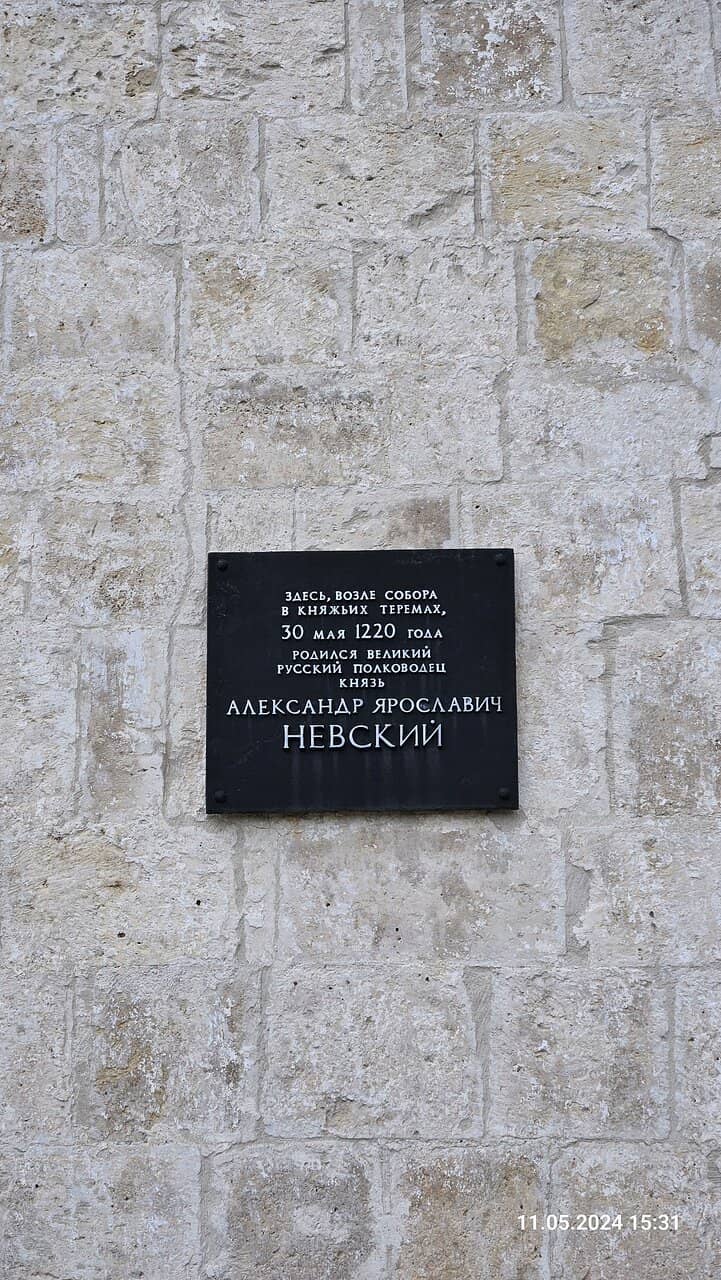 ЗДЕСЬ, ВОЗЛЕ СОБОРА
В КНЯЖЬИХ ТЕРЕМАХ,
30 МАЯ 1220 ГОДА
РОДИЛСЯ ВЕЛИКИЙ
РУССКИЙ ПОЛКОВОДЕЦ
КНЯЗЬ
АЛЕКСАНДР ЯРОСЛАВИЧ
НЕВСКИЙ
11.05.2024 15:31